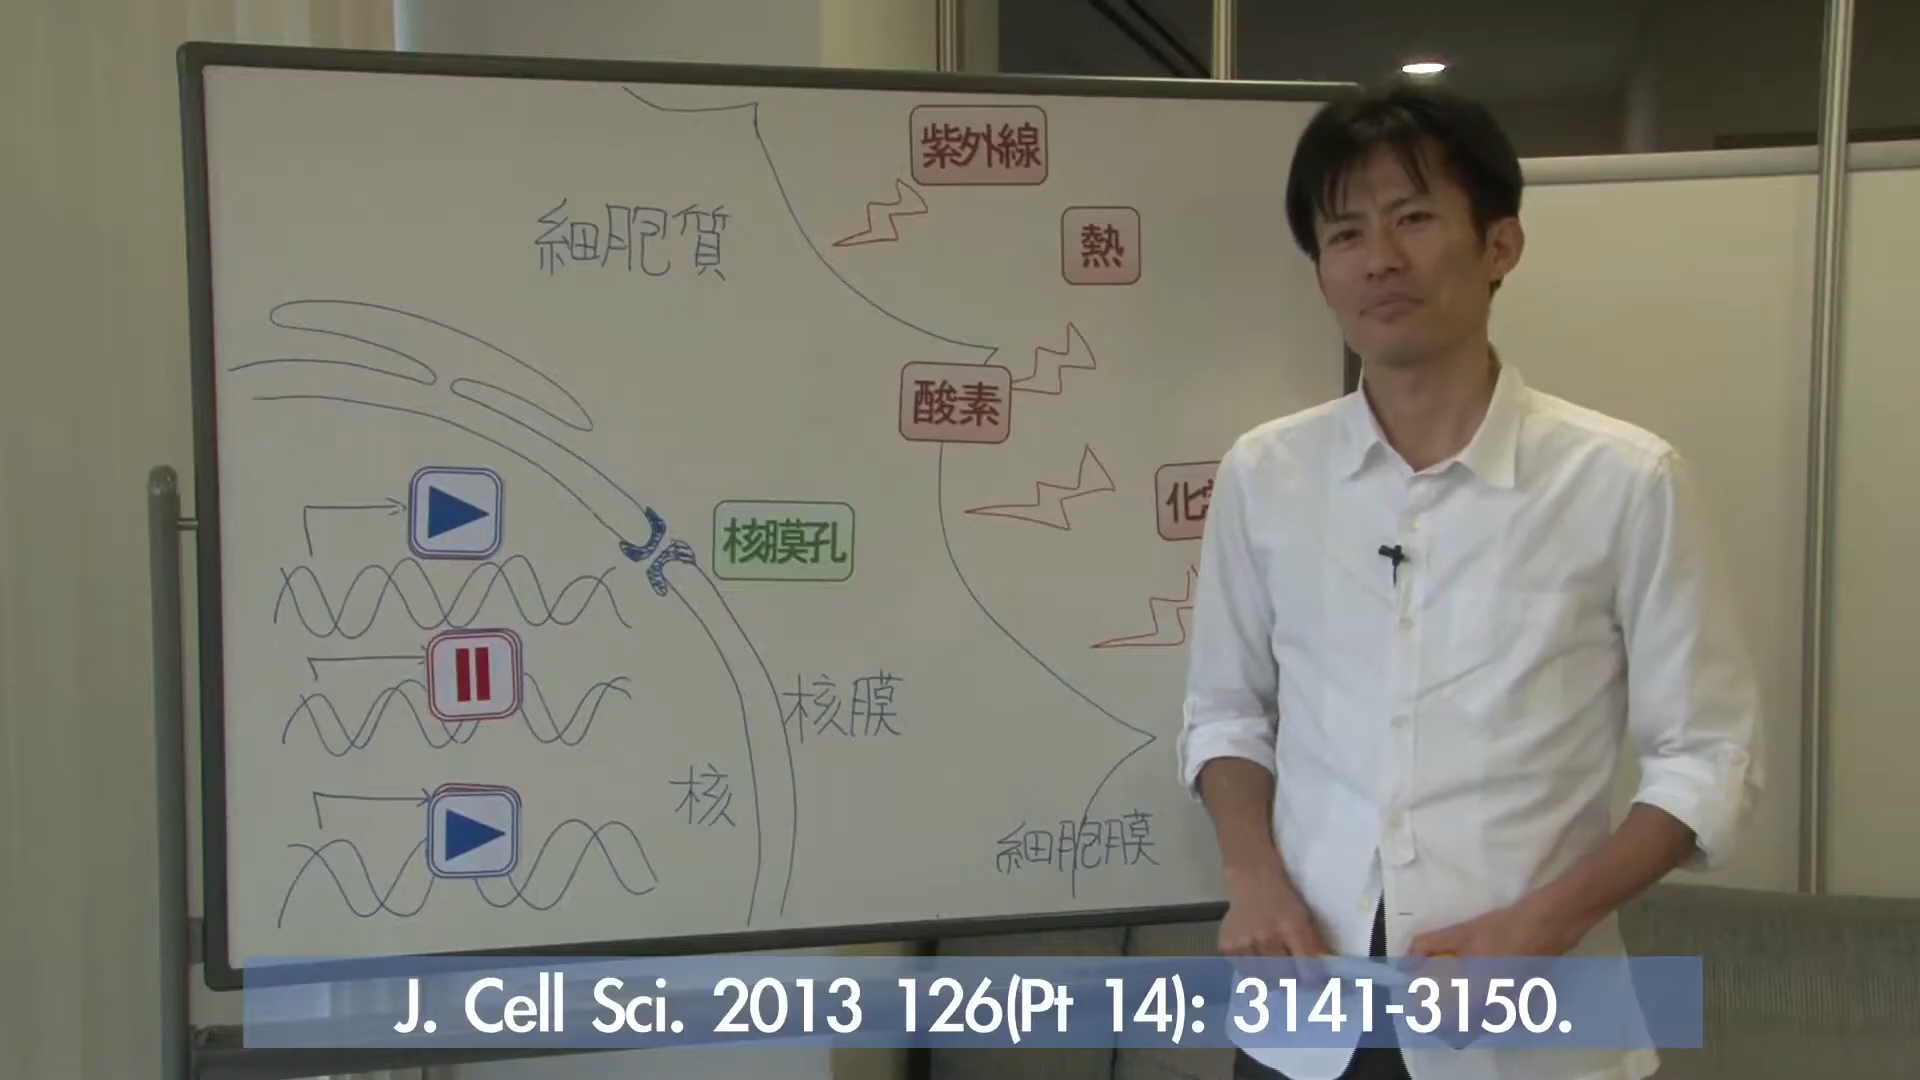 紫外線
細胞質
熱
酸素
化
核膜孔
核膜
核
細胞膜
J. Cell Sci. 2013 126(Pt 14): 3141-3150.